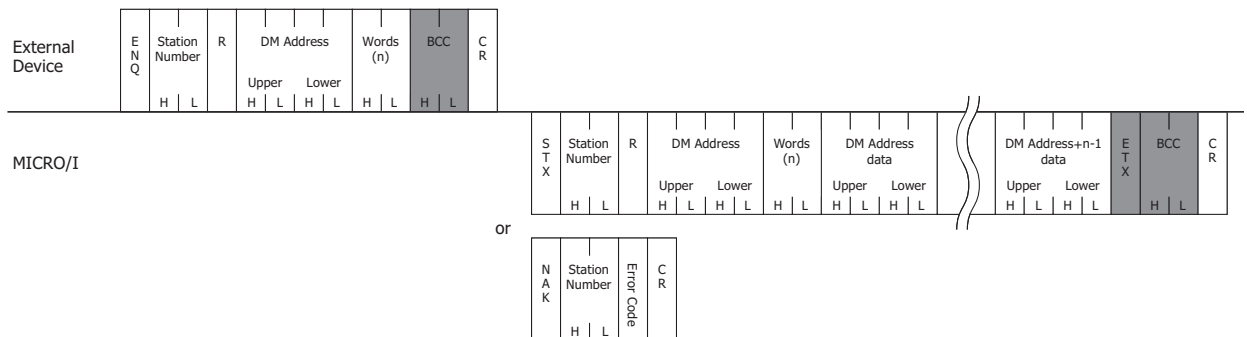 External
Device
E
N
Q
Station
Number
H L
R
DM Address
Upper Lower
H L H L
Words
(n)
H L
BCC
H L
C
R
MICRO/I
S
T
X
Station
Number
H L
R
DM Address
Upper Lower
H L H L
Words
(n)
H L
DM Address
data
Upper Lower
H L H L
DM Address+n-1
data
Upper Lower
H L H L
E
T
X
BCC
H L
C
R
or
N
A
K
Station
Number
H L
Error Code
C
R